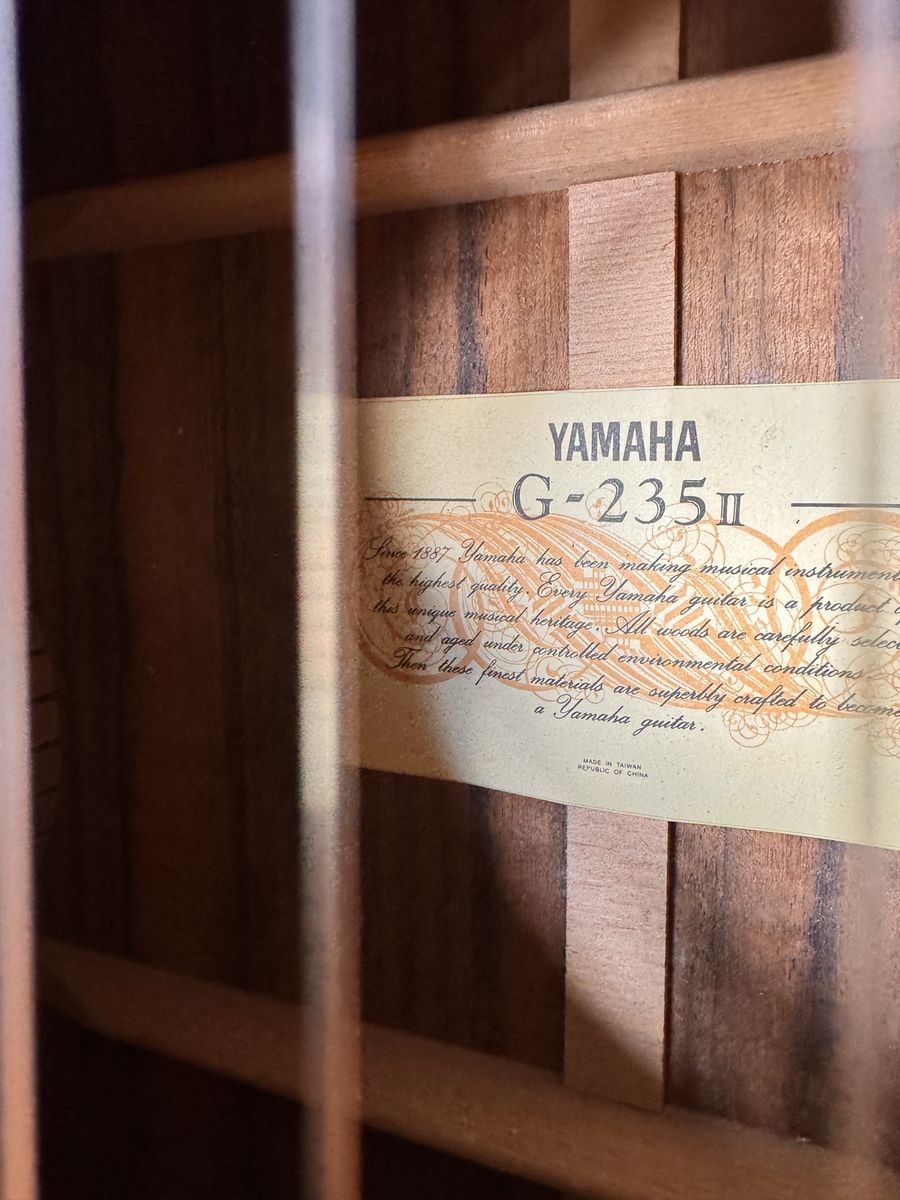 YAMAHA
G-235II
Since 1887 Yamaha has been making musical instrument
the highest quality. Every Yamaha guitar is a product
this unique musical heritage. All woods are carefully
and aged under controlled environmental conditions
Then these finest materials are superbly crafted to become
a Yamaha guitar.
MADE IN TAIWAN
REPUBLIC OF CHINA